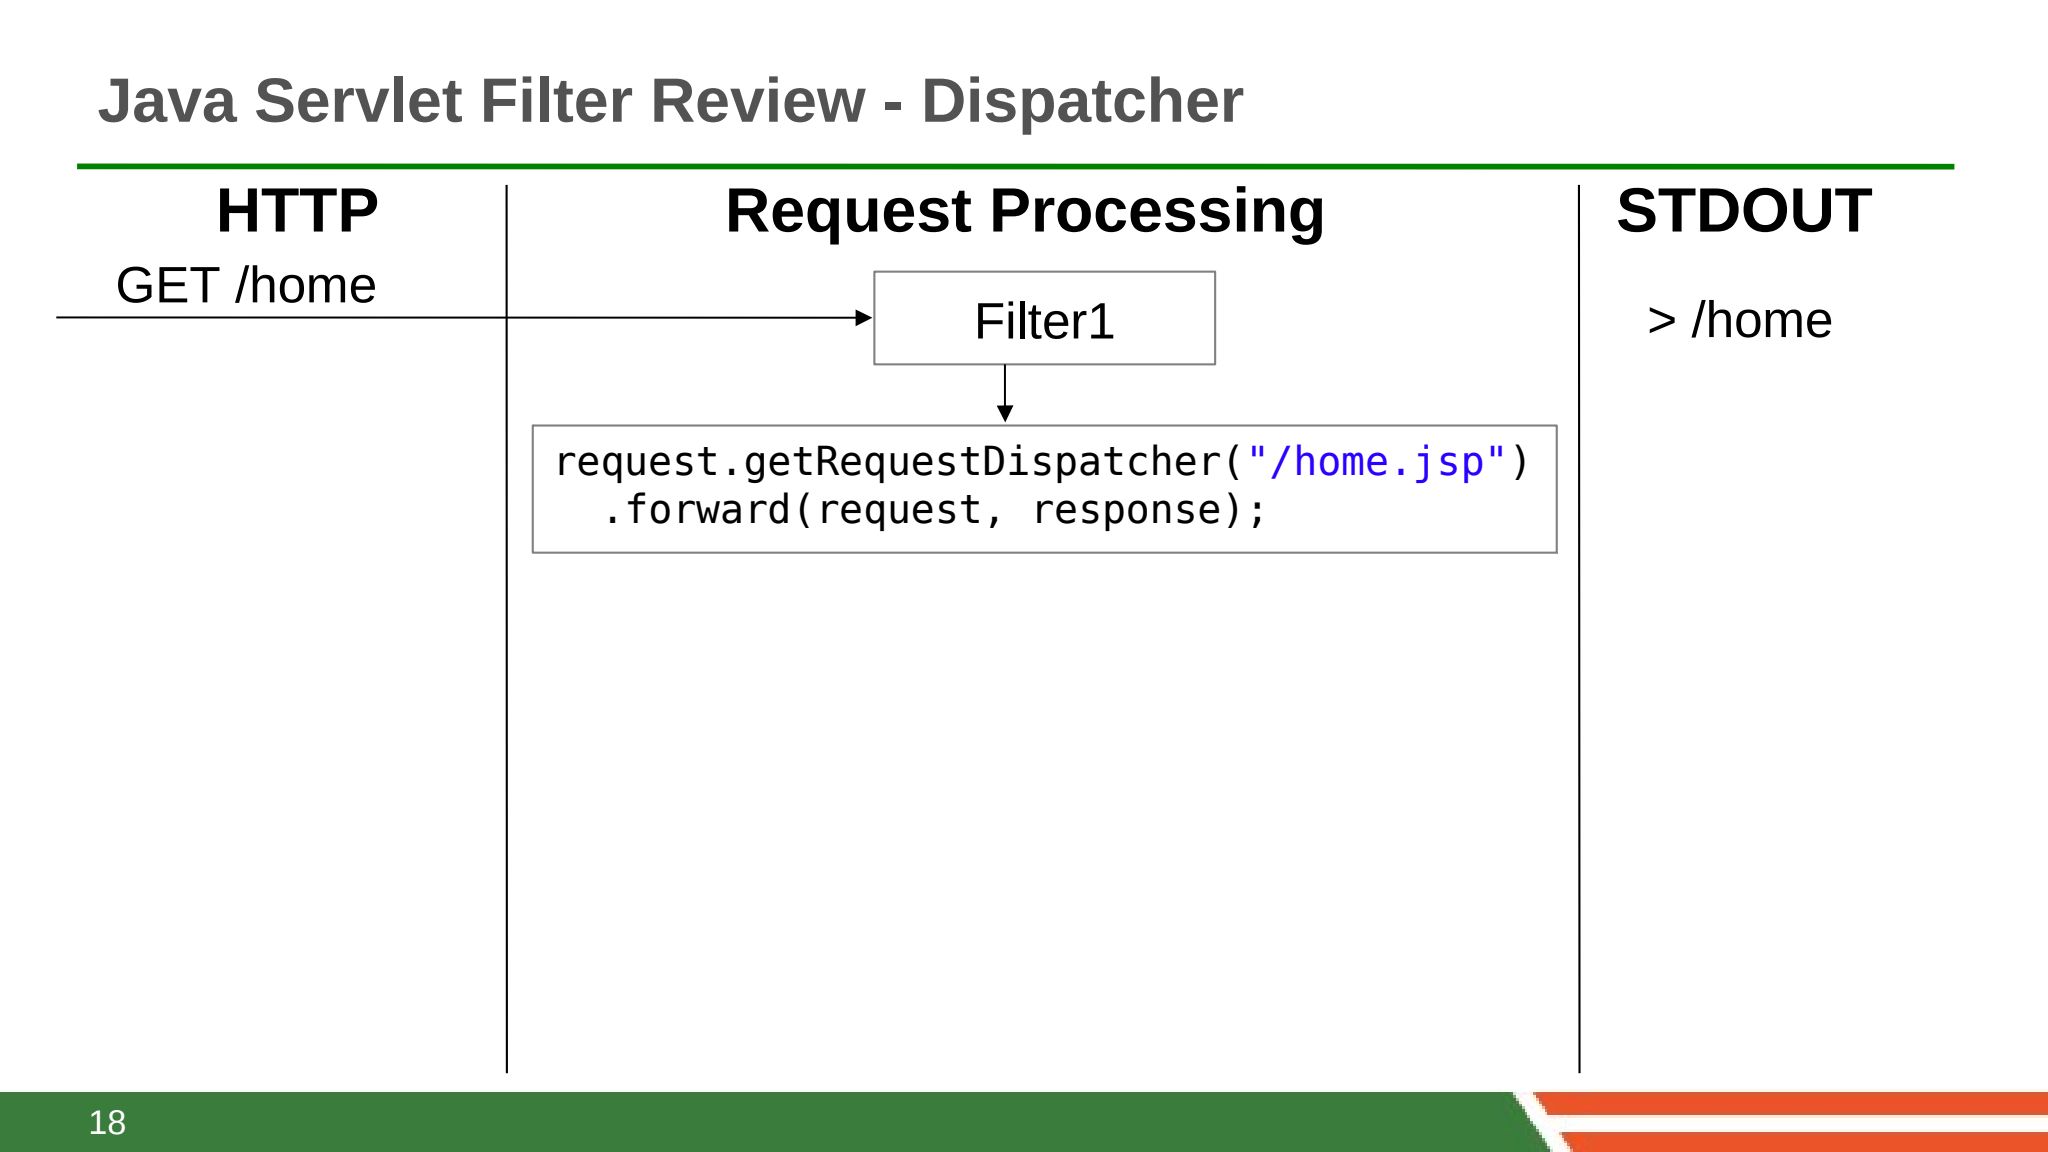 Java Servlet Filter Review - Dispatcher
HTTP
Request Processing
STDOUT
GET /home
Filter1
> /home
request.getRequestDispatcher("/home.jsp")
  .forward(request, response);
18